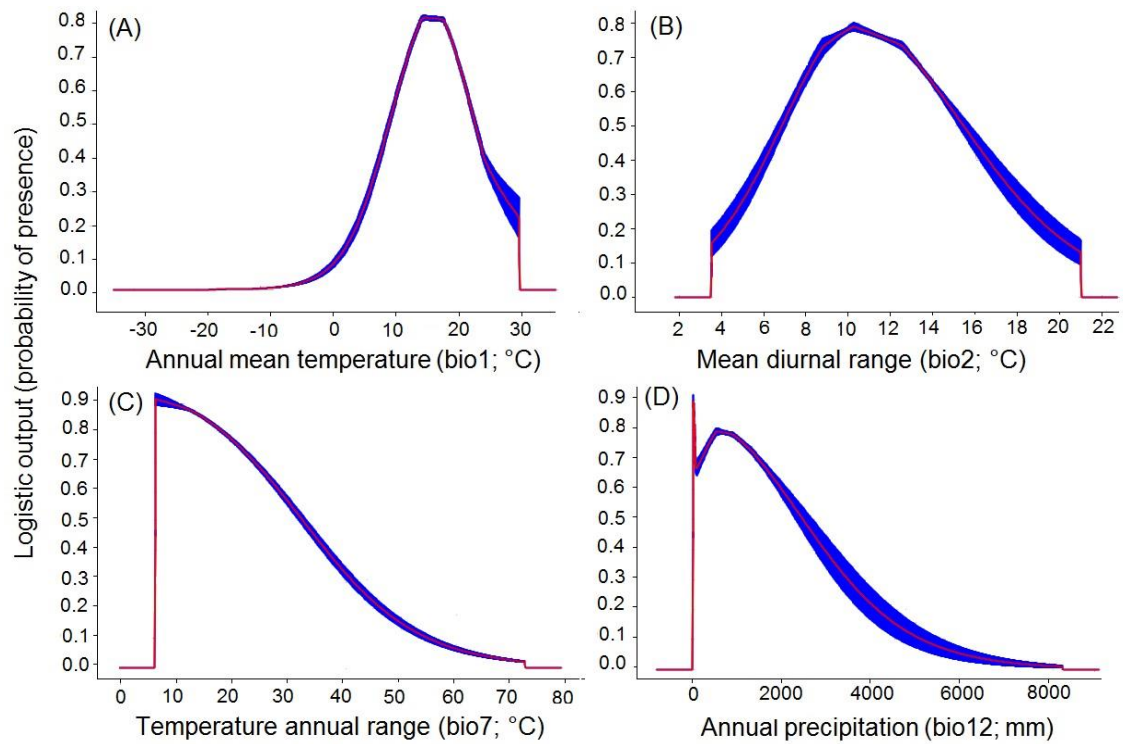 Logistic output (probability of presence)
(A)
0.8
0.7
0.6
0.5
0.4
0.3
0.2
0.1
0.0
-30 -20 -10 0 10 20 30
Annual mean temperature (bio1; °C)
(B)
0.8
0.7
0.6
0.5
0.4
0.3
0.2
0.1
0.0
2 4 6 8 10 12 14 16 18 20 22
Mean diurnal range (bio2; °C)
(C)
0.9
0.8
0.7
0.6
0.5
0.4
0.3
0.2
0.1
0.0
0 10 20 30 40 50 60 70 80
Temperature annual range (bio7; °C)
(D)
0.9
0.8
0.7
0.6
0.5
0.4
0.3
0.2
0.1
0.0
0 2000 4000 6000 8000
Annual precipitation (bio12; mm)